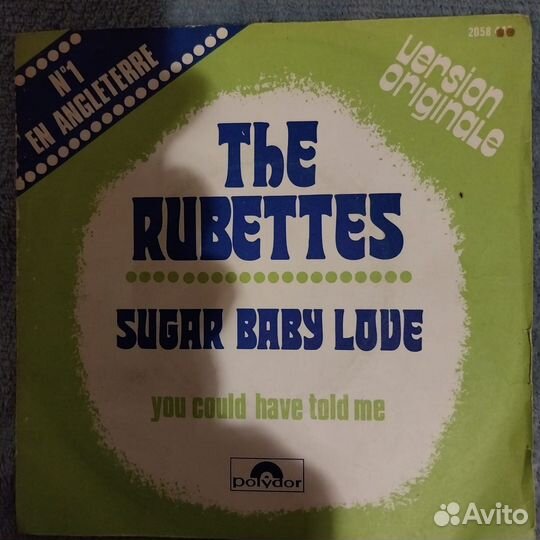 N°1
EN ANGLETERRE
2058
version
originale
The
RUBETTES
SUGAR BABY LOVE
you could have told me
polydor
Avito